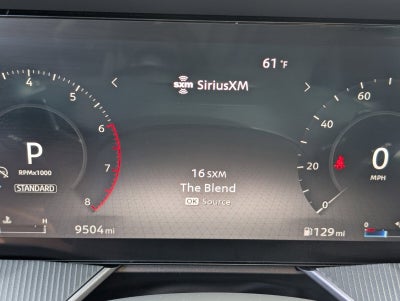 61 °F
sxm SiriusXM
4
5
6
7
8
P
RPMx1000
STANDARD
16 SXM
The Blend
OK Source
60
40
20
0
0
MPH
H
9504 mi
129 mi